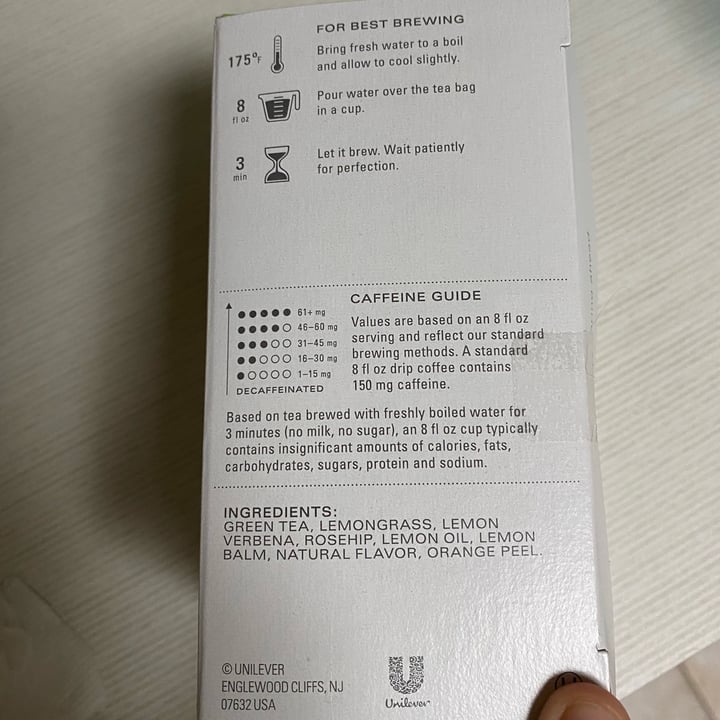 FOR BEST BREWING
175°F
Bring fresh water to a boil
and allow to cool slightly.
8
fl oz
Pour water over the tea bag
in a cup.
3
min
Let it brew. Wait patiently
for perfection.
CAFFEINE GUIDE
61+ mg
46–60 mg
31–45 mg
16–30 mg
1–15 mg
DECAFFEINATED
Values are based on an 8 fl oz
serving and reflect our standard
brewing methods. A standard
8 fl oz drip coffee contains
150 mg caffeine.
Based on tea brewed with freshly boiled water for
3 minutes (no milk, no sugar), an 8 fl oz cup typically
contains insignificant amounts of calories, fats,
carbohydrates, sugars, protein and sodium.
INGREDIENTS:
GREEN TEA, LEMONGRASS, LEMON
VERBENA, ROSEHIP, LEMON OIL, LEMON
BALM, NATURAL FLAVOR, ORANGE PEEL.
© UNILEVER
ENGLEWOOD CLIFFS, NJ
07632 USA
Unilever